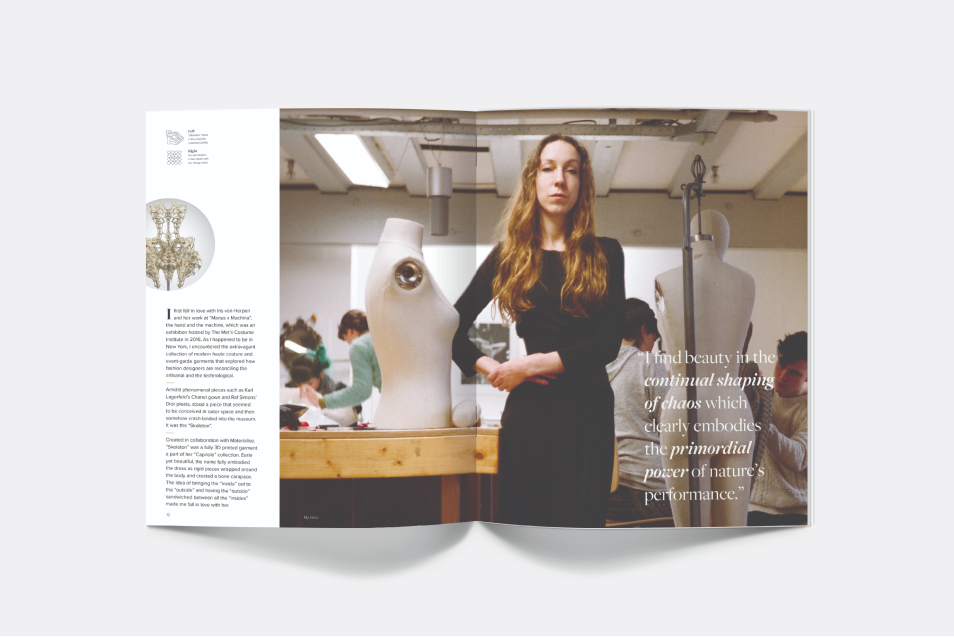 Left
Right
I first fell in love with Iris van Herpen
and her work at "Manus x Machina",
the hand and the machine, which was an
exhibition hosted by The Met's Costume
Institute in 2016. As I happened to be in
New York, I encountered the extravagant
collection of modern haute couture and
avant-garde garments that explored how
fashion designers are reconciling the
artisanal and the technological.
Amidst phenomenal pieces such as Karl
Lagerfeld's Chanel gown and Raf Simons'
Dior pleats, stood a piece that seemed
to be conceived in outer space and then
somehow crash-landed into the museum.
It was the "Skeleton".
Created in collaboration with Materialise,
"Skeleton" was a fully 3D printed garment
a part of her "Capriole" collection. Eerie
yet beautiful, the name fully embodied
the dress as rigid pieces wrapped around
the body and created a bone carapace.
The idea of bringing the "inside" out to
the "outside" and having the "outside"
sandwiched between all the "insides"
made me fall in love with her
My Hero
"I find beauty in the
continual shaping
of chaos which
clearly embodies
the primordial
power of nature's
performance."